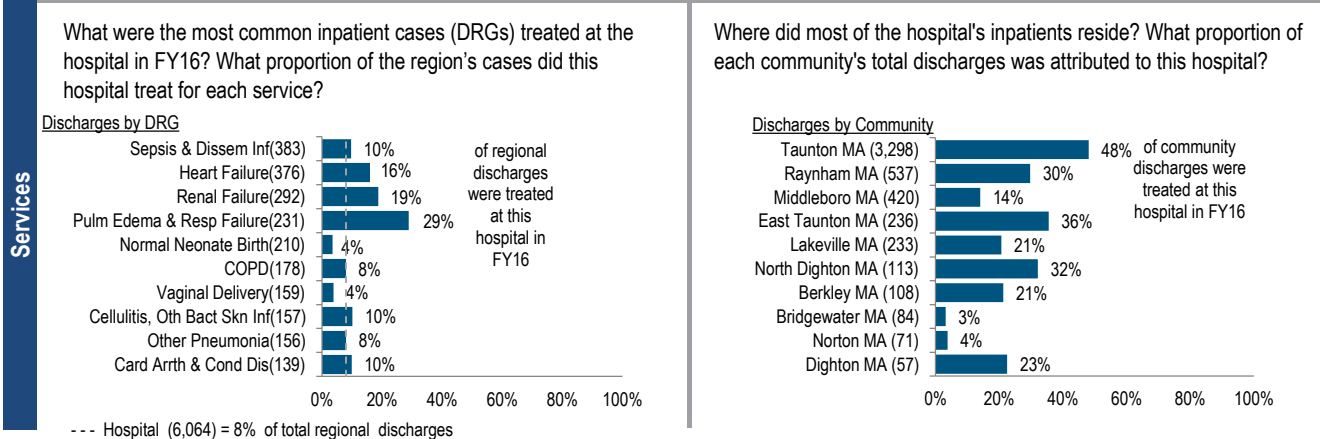 Services
What were the most common inpatient cases (DRGs) treated at the
hospital in FY16? What proportion of the region's cases did this
hospital treat for each service?
Discharges by DRG
Sepsis & Dissem Inf(383) 10%
Heart Failure(376) 16%
Renal Failure(292) 19%
Pulm Edema & Resp Failure(231) 29%
Normal Neonate Birth(210) 4%
COPD(178) 8%
Vaginal Delivery(159) 4%
Cellulitis, Oth Bact Skn Inf(157) 10%
Other Pneumonia(156) 8%
Card Arrth & Cond Dis(139) 10%
of regional
discharges
were treated
at this
hospital in
FY16
0% 20% 40% 60% 80% 100%
- - - Hospital (6,064) = 8% of total regional discharges
Where did most of the hospital's inpatients reside? What proportion of
each community's total discharges was attributed to this hospital?
Discharges by Community
Taunton MA (3,298) 48%
Raynham MA (537) 30%
Middleboro MA (420) 14%
East Taunton MA (236) 36%
Lakeville MA (233) 21%
North Dighton MA (113) 32%
Berkley MA (108) 21%
Bridgewater MA (84) 3%
Norton MA (71) 4%
Dighton MA (57) 23%
of community
discharges were
treated at this
hospital in FY16
0% 20% 40% 60% 80% 100%